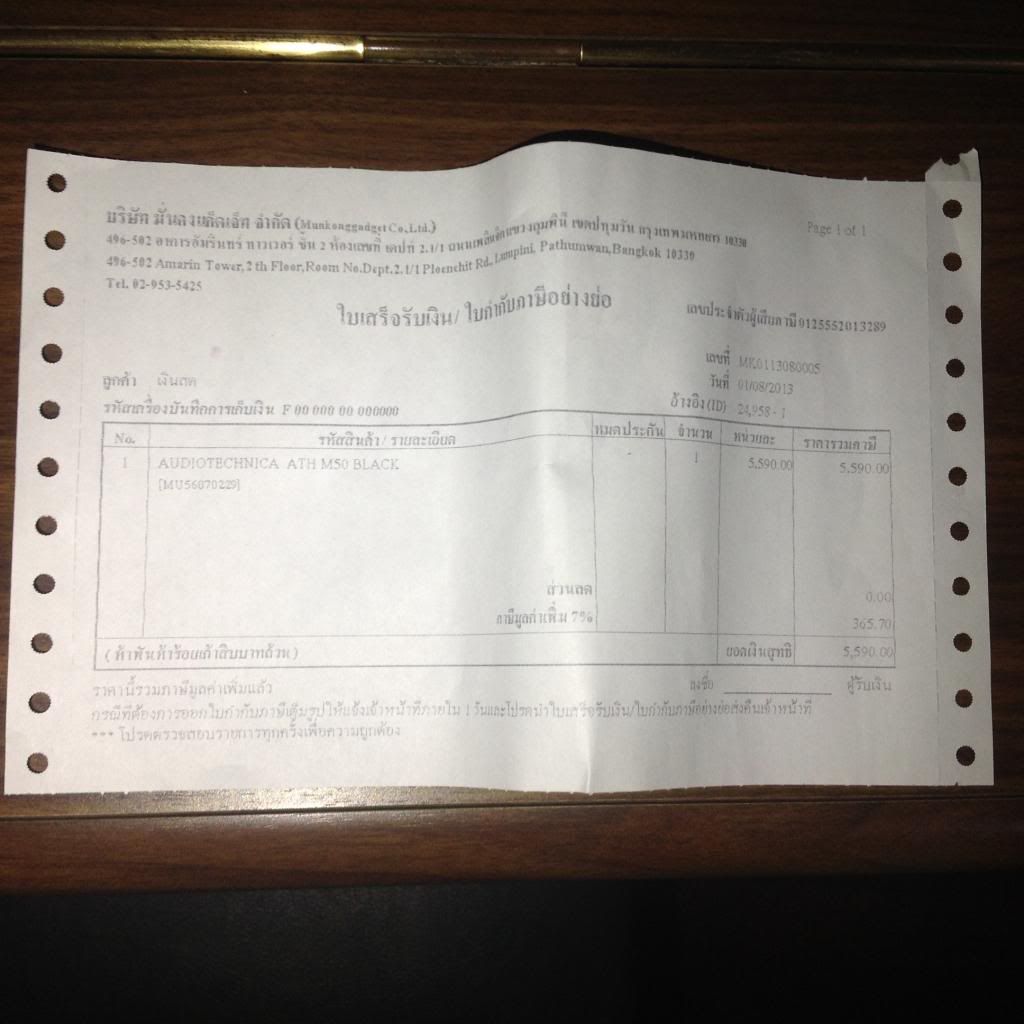 บริษัท มั่นคงแก็ดเจ็ท จำกัด (Munkonggadget Co.,Ltd.)
496-502 อาคารอัมรินทร์ ทาวเวอร์ ชั้น 2 ห้องเลขที่ เดปท์ 2.1/1 ถนนเพลินจิต แขวงลุมพินี เขตปทุมวัน กรุงเทพมหานคร 10330
Page 1 of 1
496-502 Amarin Tower, 2 th Floor, Room No.Dept.2.1/1 Ploenchit Rd, Lumpini, Pathumwan, Bangkok 10330
Tel. 02-953-5425
ใบเสร็จรับเงิน/ ใบกำกับภาษีอย่างย่อ
เลขประจำตัวผู้เสียภาษี 0125552013289
เลขที่ MK0113080005
ลูกค้า เงินสด
วันที่ 01/08/2013
รหัสเครื่องบันทึกการเก็บเงิน F 00 000 00 000000
อ้างอิง (ID) 24,958 - 1
No. รหัสสินค้า / รายละเอียด หมดประกัน จำนวน หน่วยละ ราคารวมภาษี
1 AUDIOTECHNICA ATH M50 BLACK - 1 5,590.00 5,590.00
[MU56070229]
ส่วนลด 0.00
ภาษีมูลค่าเพิ่ม 7% 365.70
( ห้าพันห้าร้อยเก้าสิบบาทถ้วน ) ยอดเงินสุทธิ 5,590.00
ราคานี้รวมภาษีมูลค่าเพิ่มแล้ว
ลงชื่อ ผู้รับเงิน
กรณีที่ต้องการออกใบกำกับภาษีเต็มรูปให้แจ้งเจ้าหน้าที่ภายใน 1 วันและโปรดนำใบเสร็จรับเงิน/ใบกำกับภาษีอย่างย่อส่งคืนเจ้าหน้าที่
*** โปรดตรวจสอบรายการทุกครั้งเพื่อความถูกต้อง